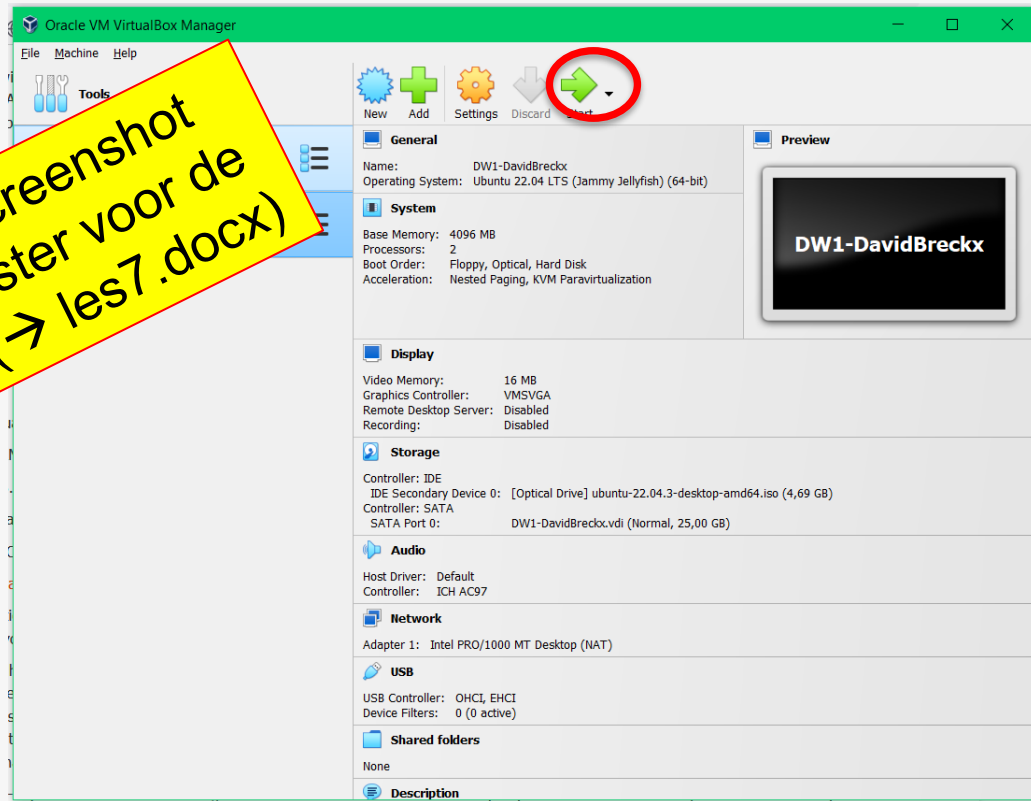 Oracle VM VirtualBox Manager
File Machine Help
Tools
New Add Settings Discard Start
voor de
(→ les7.docx)
General
Name: DW1-DavidBreckx
Operating System: Ubuntu 22.04 LTS (Jammy Jellyfish) (64-bit)
Preview
DW1-DavidBreckx
System
Base Memory: 4096 MB
Processors: 2
Boot Order: Floppy, Optical, Hard Disk
Acceleration: Nested Paging, KVM Paravirtualization
Display
Video Memory: 16 MB
Graphics Controller: VMSVGA
Remote Desktop Server: Disabled
Recording: Disabled
Storage
Controller: IDE
IDE Secondary Device 0: [Optical Drive] ubuntu-22.04.3-desktop-amd64.iso (4,69 GB)
Controller: SATA
SATA Port 0: DW1-DavidBreckx.vdi (Normal, 25,00 GB)
Audio
Host Driver: Default
Controller: ICH AC97
Network
Adapter 1: Intel PRO/1000 MT Desktop (NAT)
USB
USB Controller: OHCI, EHCI
Device Filters: 0 (0 active)
Shared folders
None
Description